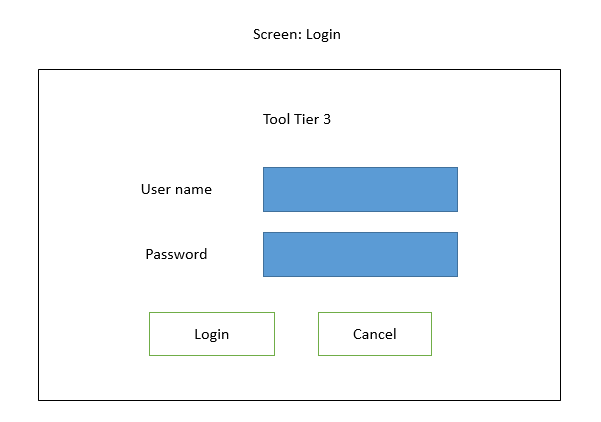 Screen: Login
Tool Tier 3
User name
Password
Login
Cancel